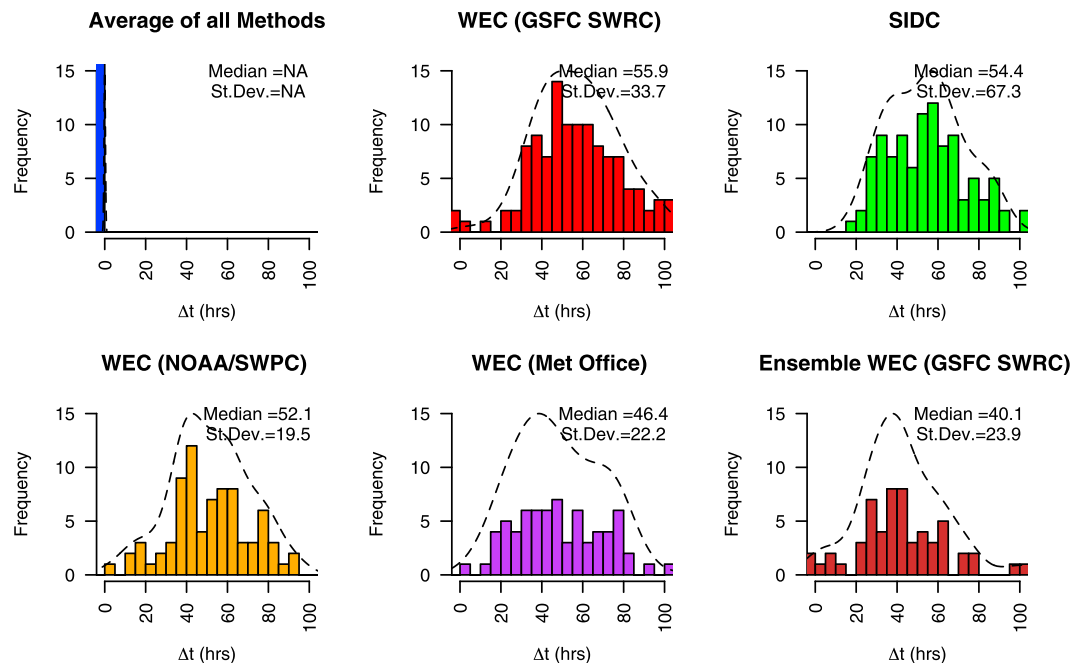 Average of all Methods
Median =NA
St.Dev.=NA
Frequency
15
10
5
0
0
20
40
60
80
100
Δt (hrs)
WEC (GSFC SWRC)
Median =55.9
St.Dev.=33.7
Frequency
15
10
5
0
0
20
40
60
80
100
Δt (hrs)
SIDC
Median =54.4
St.Dev.=67.3
Frequency
15
10
5
0
0
20
40
60
80
100
Δt (hrs)
WEC (NOAA/SWPC)
Median =52.1
St.Dev.=19.5
Frequency
15
10
5
0
0
20
40
60
80
100
Δt (hrs)
WEC (Met Office)
Median =46.4
St.Dev.=22.2
Frequency
15
10
5
0
0
20
40
60
80
100
Δt (hrs)
Ensemble WEC (GSFC SWRC)
Median =40.1
St.Dev.=23.9
Frequency
15
10
5
0
0
20
40
60
80
100
Δt (hrs)